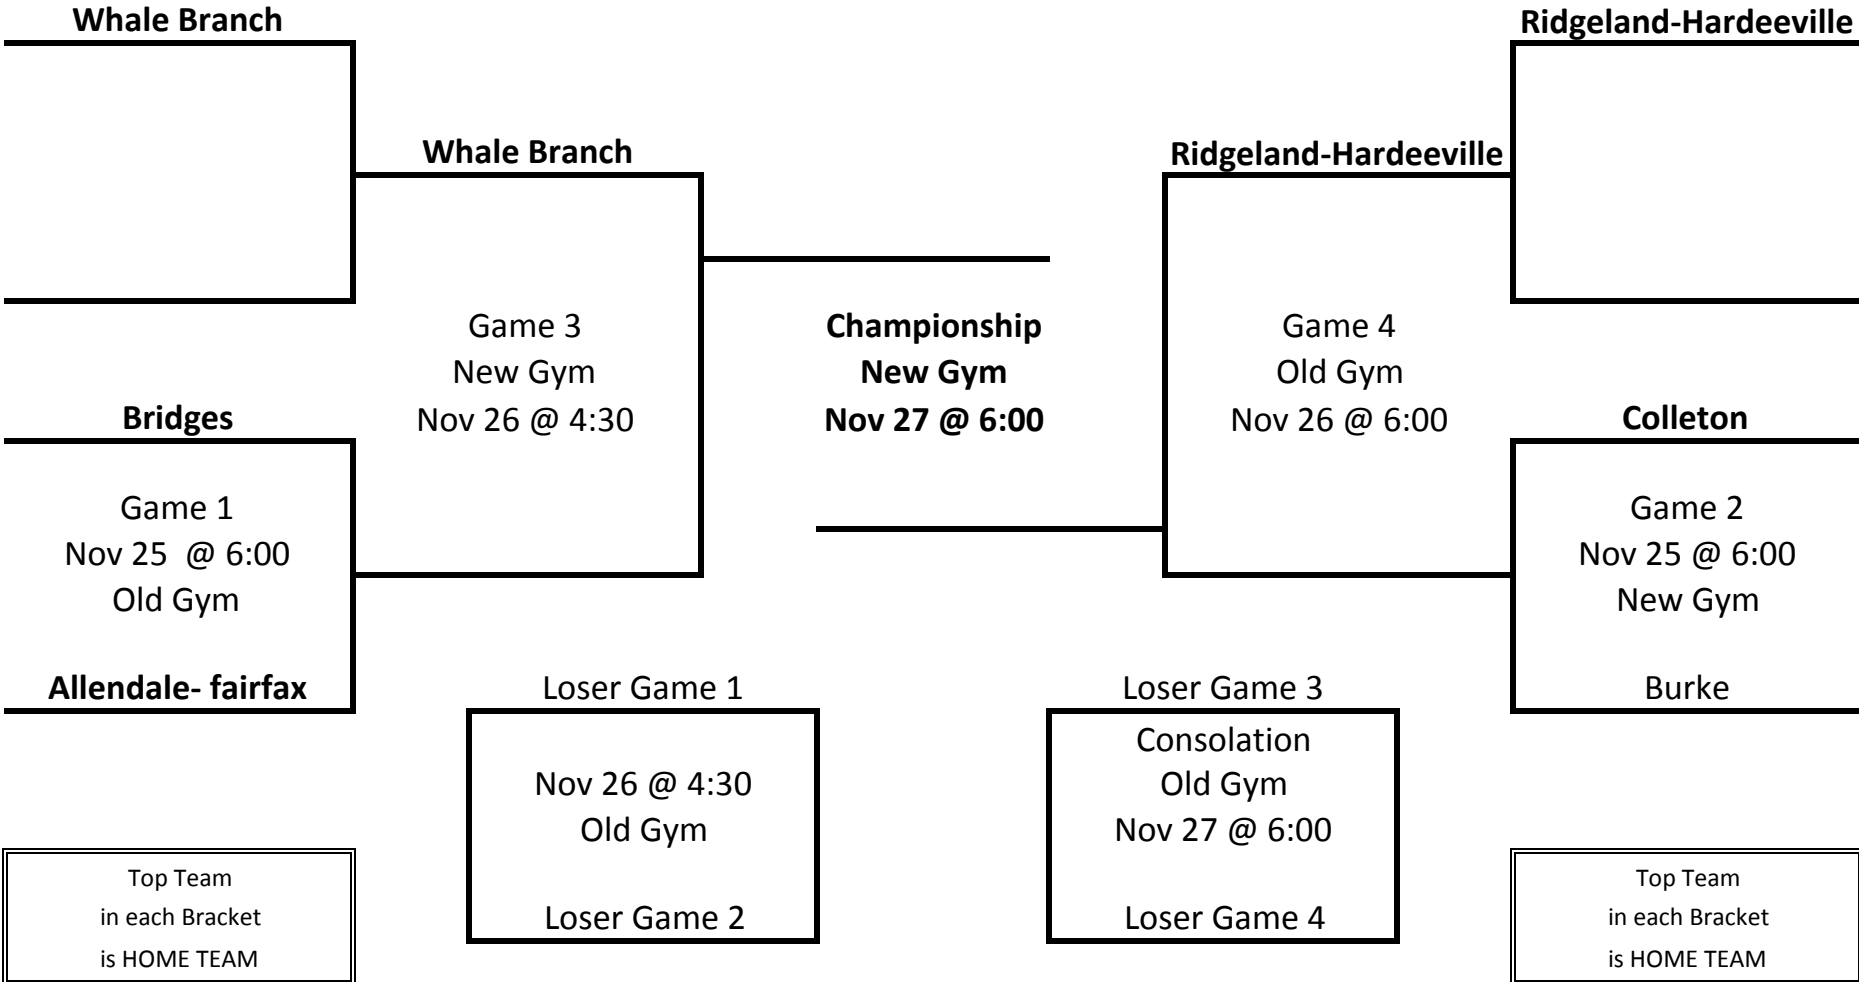 Whale Branch
Ridgeland-Hardeeville
Whale Branch
Ridgeland-Hardeeville
Game 3
New Gym
Nov 26 @ 4:30
Championship
New Gym
Nov 27 @ 6:00
Game 4
Old Gym
Nov 26 @ 6:00
Bridges
Colleton
Game 1
Nov 25 @ 6:00
Old Gym
Game 2
Nov 25 @ 6:00
New Gym
Allendale- fairfax
Loser Game 1
Loser Game 3
Burke
Nov 26 @ 4:30
Old Gym
Loser Game 2
Consolation
Old Gym
Nov 27 @ 6:00
Loser Game 4
Top Team
in each Bracket
is HOME TEAM
Top Team
in each Bracket
is HOME TEAM